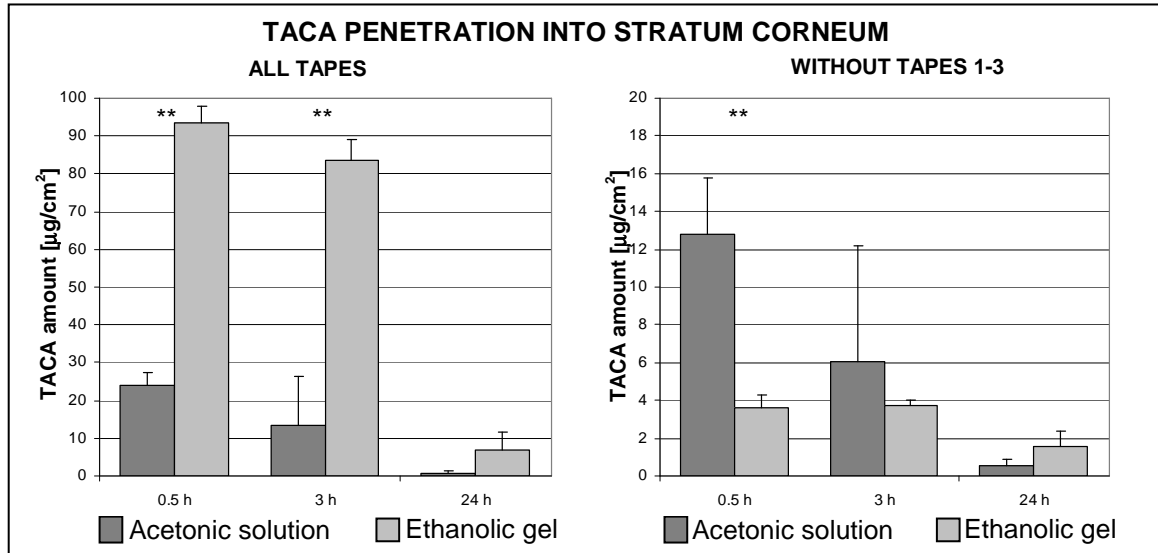 TACA PENETRATION INTO STRATUM CORNEUM
ALL TAPES
TACA amount [µg/cm²]
100
90
80
70
60
50
40
30
20
10
0
**
**
0.5 h 3 h 24 h
Acetonic solution Ethanolic gel
WITHOUT TAPES 1-3
TACA amount [µg/cm²]
20
18
16
14
12
10
8
6
4
2
0
**
0.5 h 3 h 24 h
Acetonic solution Ethanolic gel